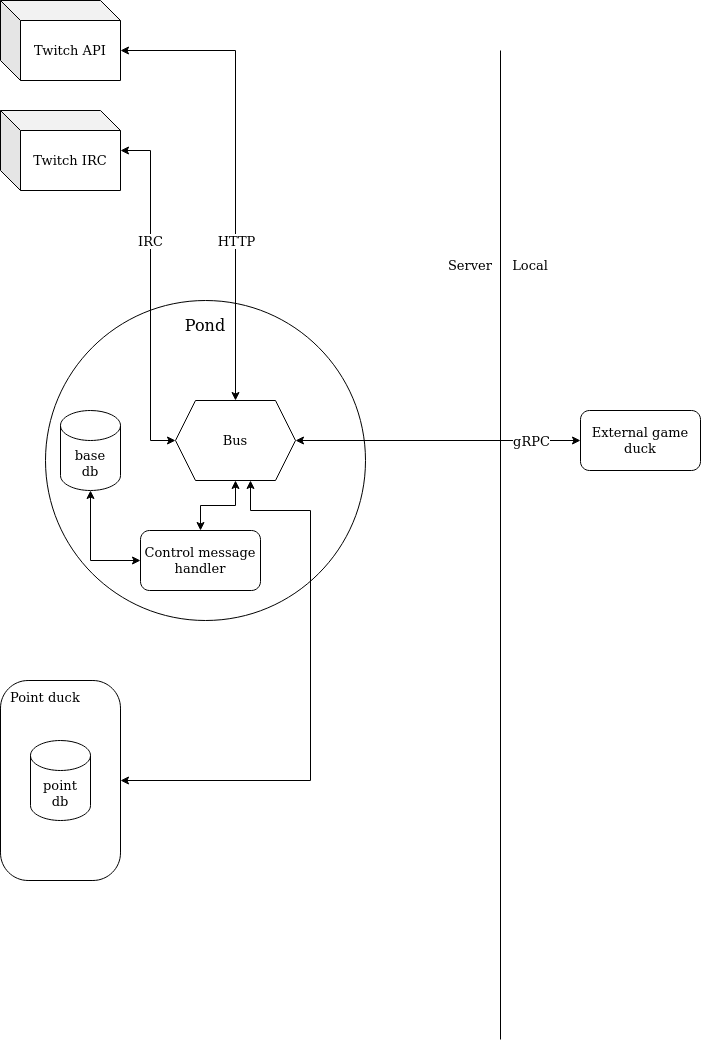 Twitch API
Twitch IRC
IRC
HTTP
Server
Local
Pond
base
db
Bus
gRPC
External game
duck
Control message
handler
Point duck
point
db